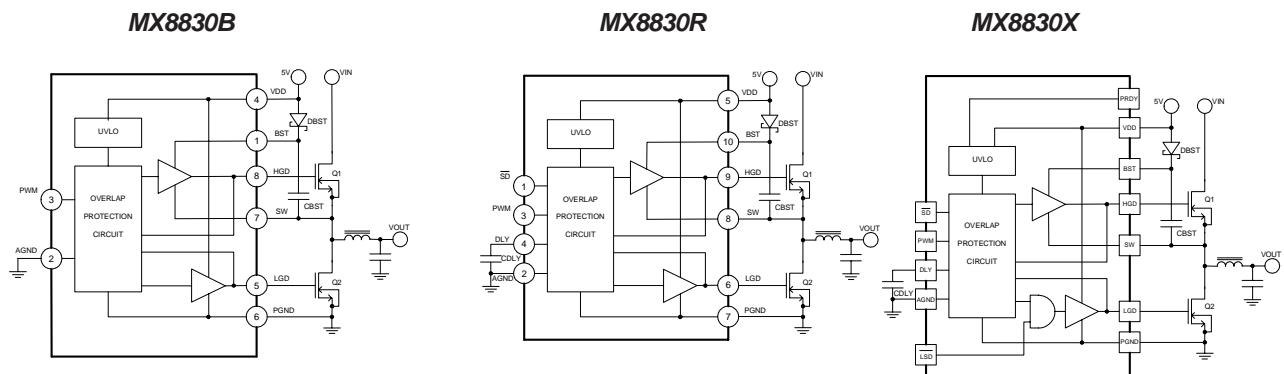 MX8830B
MX8830R
MX8830X
5V
VIN
VDD
4
UVLO
DBST
BST
1
8
HGD
Q1
CBST
PWM
3
OVERLAP
PROTECTION
CIRCUIT
7
SW
VOUT
AGND
2
5
LGD
Q2
6
PGND
5V
VIN
VDD
5
UVLO
DBST
BST
10
SD
1
9
HGD
Q1
CBST
PWM
3
OVERLAP
PROTECTION
CIRCUIT
8
SW
VOUT
DLY
4
CDLY
AGND
2
6
LGD
Q2
7
PGND
PRDY
5V
VIN
VDD
UVLO
DBST
BST
HGD
Q1
CBST
SD
OVERLAP
PROTECTION
CIRCUIT
PWM
SW
VOUT
DLY
CDLY
AGND
LGD
Q2
PGND
LSD